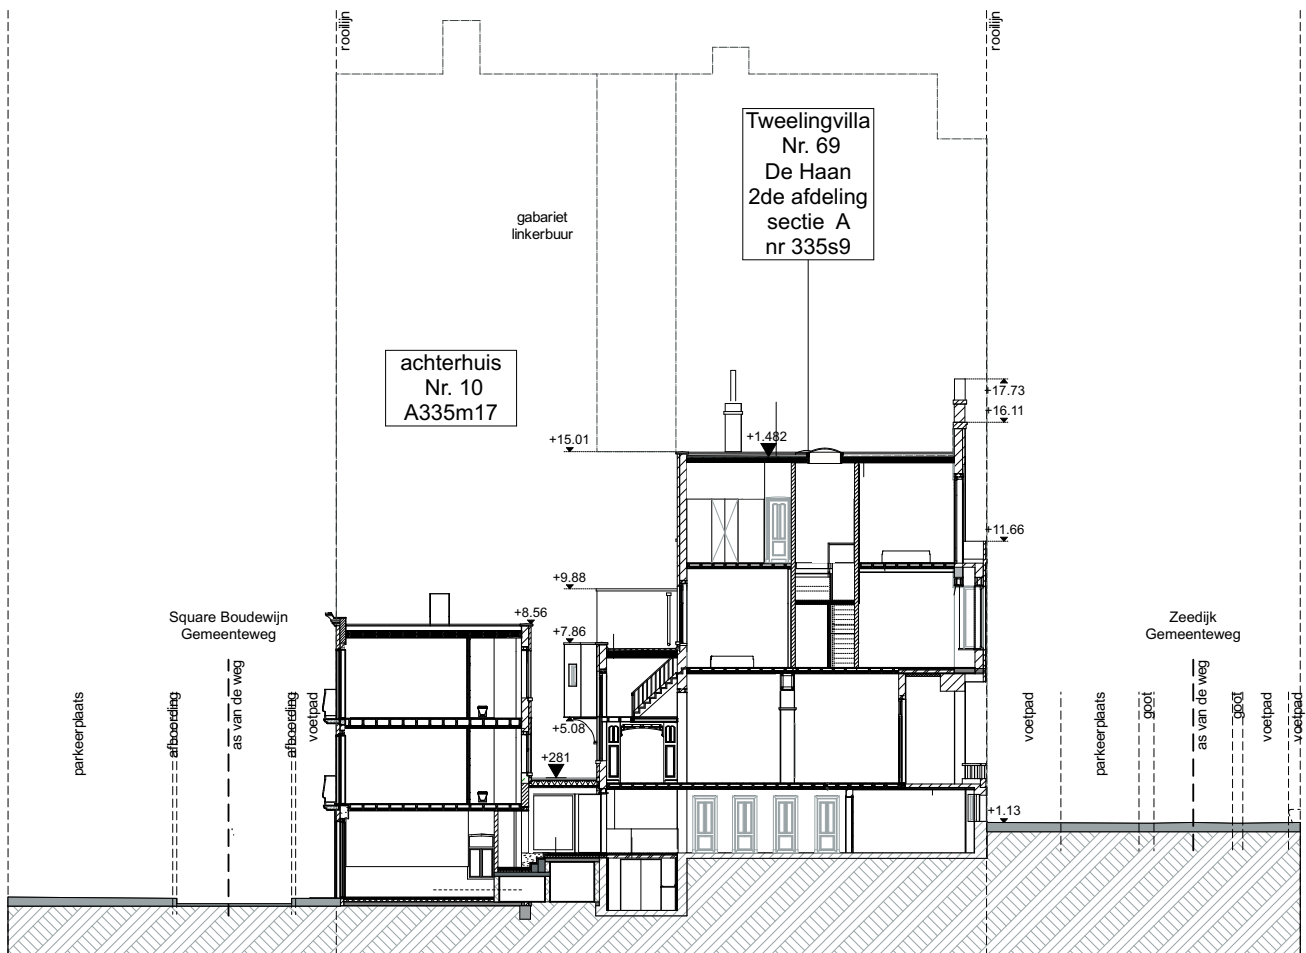 rooilijn
rooilijn
Tweelingvilla
Nr. 69
De Haan
2de afdeling
sectie A
nr 335s9
gabariet
linkerbuur
achterhuis
Nr. 10
A335m17
+17.73
+16.11
+15.01
+1.482
+11.66
+9.88
+8.56
+7.86
+5.08
+281
+1.13
Square Boudewijn
Gemeenteweg
Zeedijk
Gemeenteweg
parkeerplaats
afboording
as van de weg
afboording
voetpad
voetpad
parkeerplaats
goot
as van de weg
goot
voetpad
voetpad